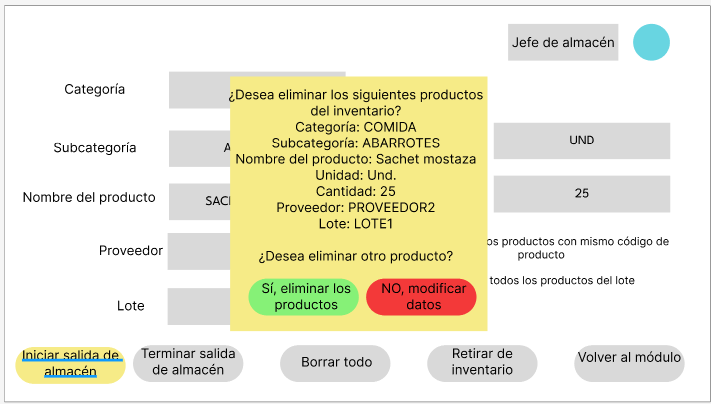 Jefe de almacén
Categoría
¿Desea eliminar los siguientes productos
del inventario?
Categoría: COMIDA
Subcategoría: ABARROTES
Nombre del producto: Sachet mostaza
Unidad: Und.
Cantidad: 25
Proveedor: PROVEEDOR2
Lote: LOTE1
¿Desea eliminar otro producto?
Sí, eliminar los
productos
NO, modificar
datos
Subcategoría
A
UND
Nombre del producto
SAC
25
Proveedor
os productos con mismo código de
producto
todos los productos del lote
Lote
Iniciar salida de
almacén
Terminar salida
de almacén
Borrar todo
Retirar de
inventario
Volver al módulo